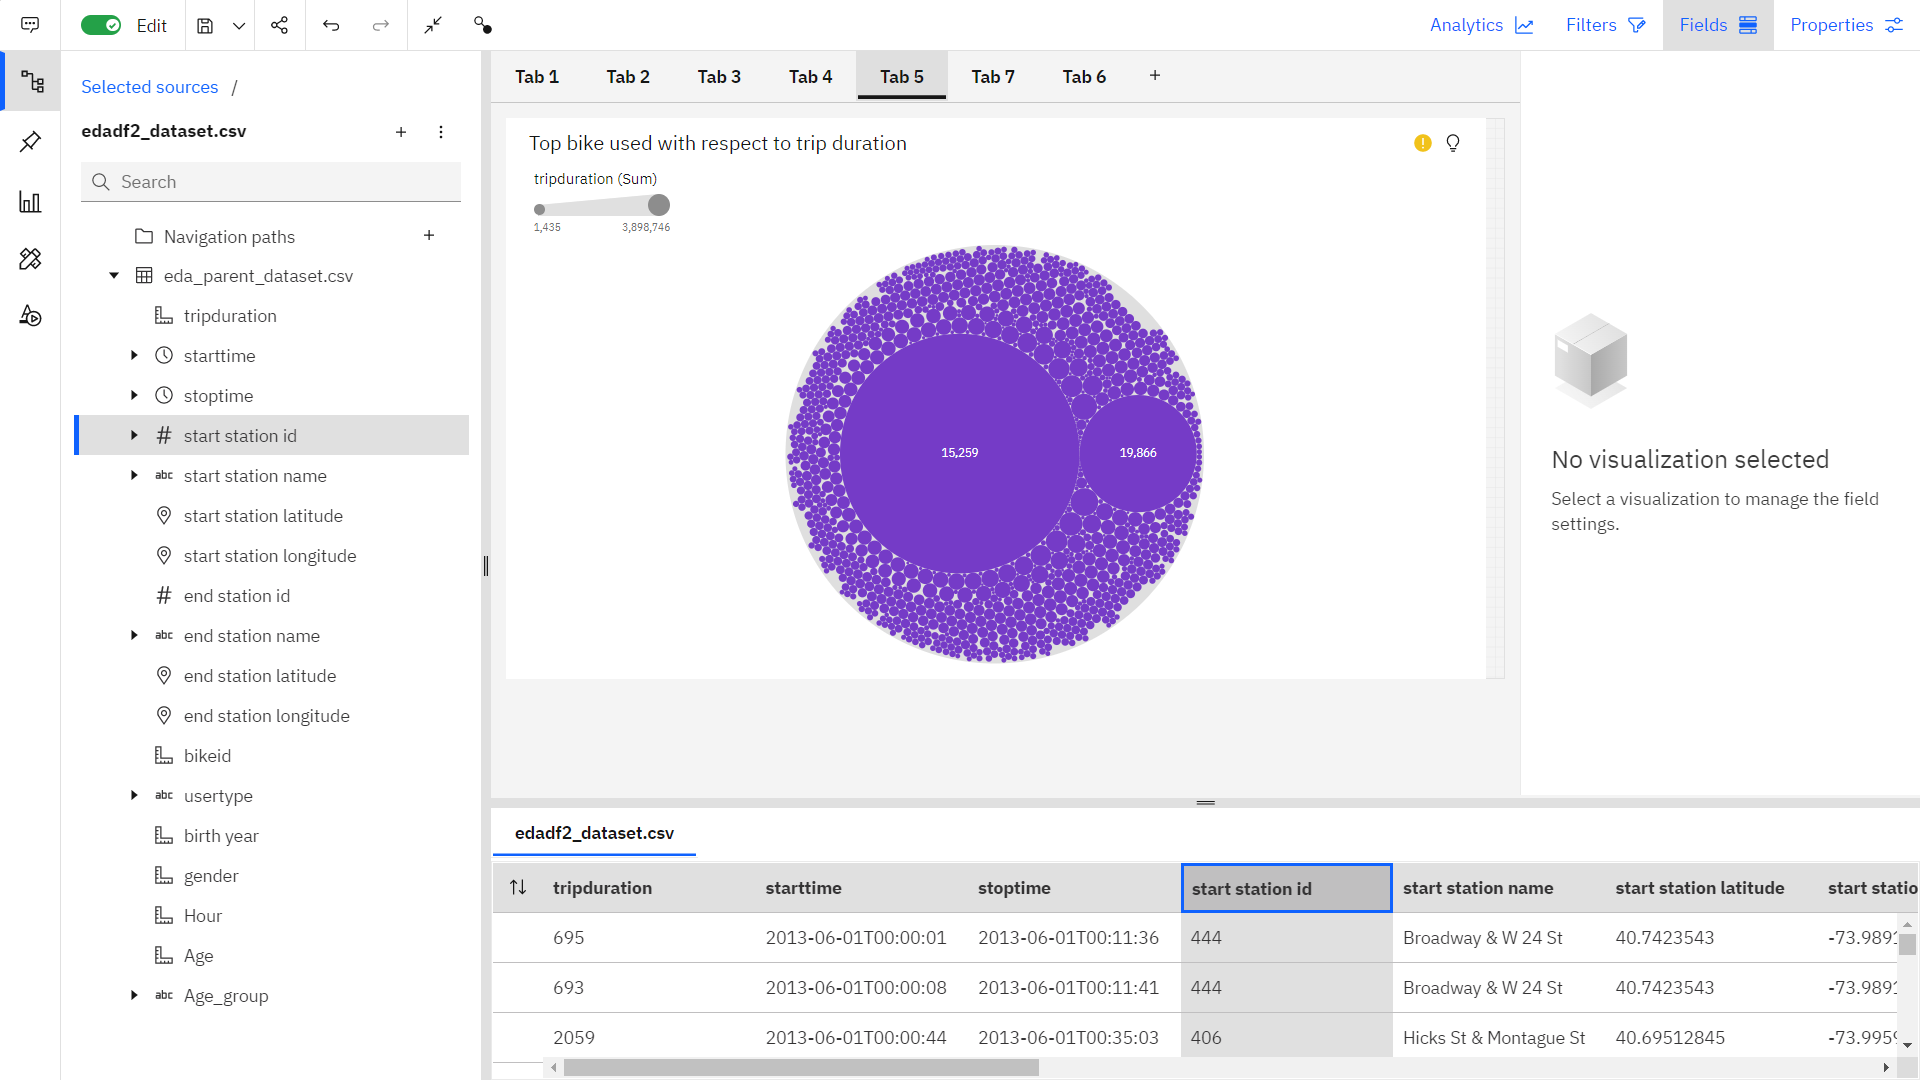 Edit
Analytics
Filters
Fields
Properties
Selected sources /
edadf2_dataset.csv
Search
Navigation paths
eda_parent_dataset.csv
tripduration
starttime
stoptime
# start station id
abc start station name
start station latitude
start station longitude
# end station id
abc end station name
end station latitude
end station longitude
bikeid
abc usertype
birth year
gender
Hour
Age
abc Age_group
Tab 1 Tab 2 Tab 3 Tab 4 Tab 5 Tab 7 Tab 6 +
Top bike used with respect to trip duration
tripduration (Sum)
1,435 3,898,746
15,259
19,866
No visualization selected
Select a visualization to manage the field
settings.
edadf2_dataset.csv
tripduration starttime stoptime start station id start station name start station latitude start statio
695 2013-06-01T00:00:01 2013-06-01T00:11:36 444 Broadway & W 24 St 40.7423543 -73.9891
693 2013-06-01T00:00:08 2013-06-01T00:11:41 444 Broadway & W 24 St 40.7423543 -73.9891
2059 2013-06-01T00:00:44 2013-06-01T00:35:03 406 Hicks St & Montague St 40.69512845 -73.9959